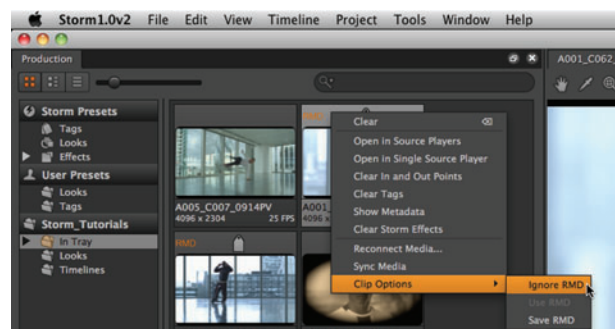 Storm1.0v2 File Edit View Timeline Project Tools Window Help
Production
A001_C062_
Storm Presets
Tags
Looks
Effects
User Presets
Looks
Tags
Storm_Tutorials
In Tray
Looks
Timelines
A005_C007_0914PV
4096 x 2304 25 FPS
RMD
RMD
A001_
4096 x
Clear
Open in Source Players
Open in Single Source Player
Clear In and Out Points
Clear Tags
Show Metadata
Clear Storm Effects
Reconnect Media...
Sync Media
Clip Options
Ignore RMD
Use RMD
Save RMD